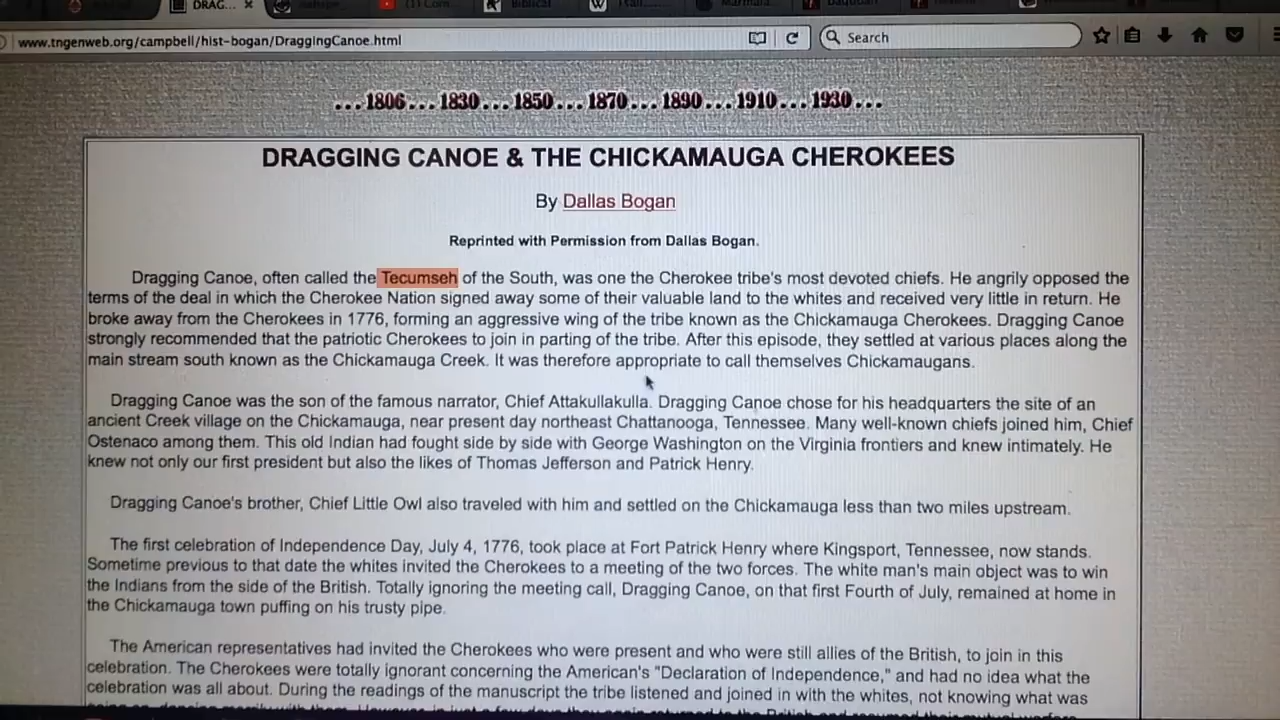 DRAG...
Biblical
www.tngenweb.org/campbell/hist-bogan/DraggingCanoe.html
Search
...1806...1830...1850...1870...1890...1910...1930...
DRAGGING CANOE & THE CHICKAMAUGA CHEROKEES
By Dallas Bogan
Reprinted with Permission from Dallas Bogan.
Dragging Canoe, often called the Tecumseh of the South, was one the Cherokee tribe's most devoted chiefs. He angrily opposed the
terms of the deal in which the Cherokee Nation signed away some of their valuable land to the whites and received very little in return. He
broke away from the Cherokees in 1776, forming an aggressive wing of the tribe known as the Chickamauga Cherokees. Dragging Canoe
strongly recommended that the patriotic Cherokees to join in parting of the tribe. After this episode, they settled at various places along the
main stream south known as the Chickamauga Creek. It was therefore appropriate to call themselves Chickamaugans.
Dragging Canoe was the son of the famous narrator, Chief Attakullakulla. Dragging Canoe chose for his headquarters the site of an
ancient Creek village on the Chickamauga, near present day northeast Chattanooga, Tennessee. Many well-known chiefs joined him, Chief
Ostenaco among them. This old Indian had fought side by side with George Washington on the Virginia frontiers and knew intimately. He
knew not only our first president but also the likes of Thomas Jefferson and Patrick Henry.
Dragging Canoe's brother, Chief Little Owl also traveled with him and settled on the Chickamauga less than two miles upstream.
The first celebration of Independence Day, July 4, 1776, took place at Fort Patrick Henry where Kingsport, Tennessee, now stands.
Sometime previous to that date the whites invited the Cherokees to a meeting of the two forces. The white man's main object was to win
the Indians from the side of the British. Totally ignoring the meeting call, Dragging Canoe, on that first Fourth of July, remained at home in
the Chickamauga town puffing on his trusty pipe.
The American representatives had invited the Cherokees who were present and who were still allies of the British, to join in this
celebration. The Cherokees were totally ignorant concerning the American's "Declaration of Independence," and had no idea what the
celebration was all about. During the readings of the manuscript the tribe listened and joined in with the whites, not knowing what was